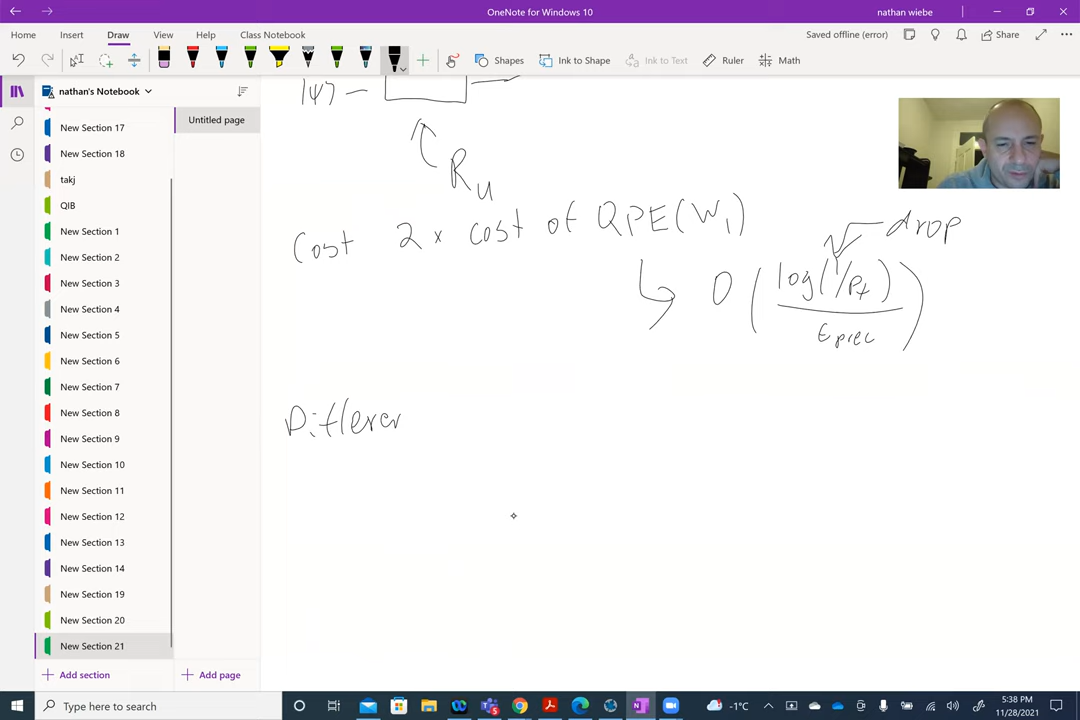 OneNote for Windows 10
nathan wiebe
Home Insert Draw View Help Class Notebook
Saved offline (error)
Share
Shapes
Ink to Shape
Ink to Text
Ruler
Math
nathan's Notebook
Untitled page
New Section 17
New Section 18
takj
QIB
New Section 1
New Section 2
New Section 3
New Section 4
New Section 5
New Section 6
New Section 7
New Section 8
New Section 9
New Section 10
New Section 11
New Section 12
New Section 13
New Section 14
New Section 19
New Section 20
New Section 21
Add section
Add page
|ψ⟩ —
R_u
Cost 2 x cost of QPE(W_1)
√ drop
O ( log(1/p_f) / ε_prec )
Differen
Type here to search
-1°C
5:38 PM
11/28/2021